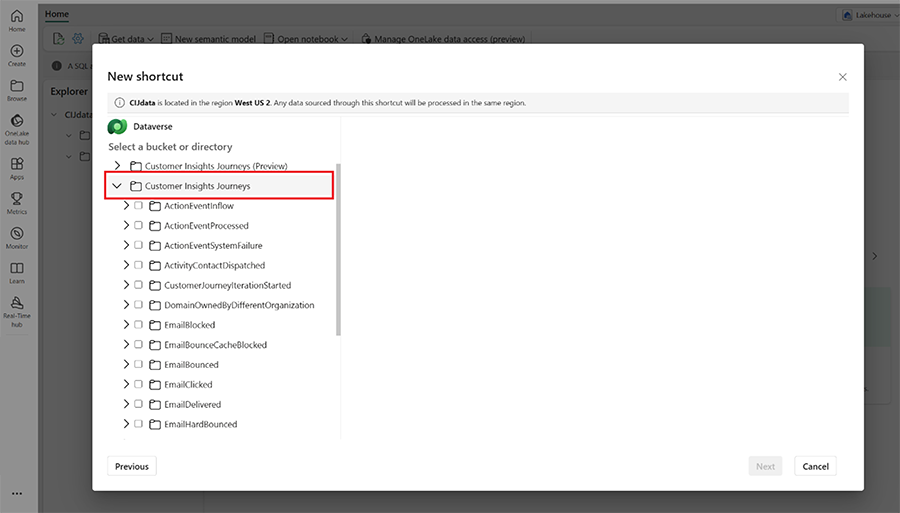 Home
Lakehouse
Home
Get data
New semantic model
Open notebook
Manage OneLake data access (preview)
Create
A SQL
Browse
Explorer
CIJdata
OneLake
data hub
Apps
Metrics
Monitor
Learn
Real-Time
hub
New shortcut
CIJdata is located in the region West US 2. Any data sourced through this shortcut will be processed in the same region.
Dataverse
Select a bucket or directory
Customer Insights Journeys (Preview)
Customer Insights Journeys
ActionEventInflow
ActionEventProcessed
ActionEventSystemFailure
ActivityContactDispatched
CustomerJourneyIterationStarted
DomainOwnedByDifferentOrganization
EmailBlocked
EmailBounceCacheBlocked
EmailBounced
EmailClicked
EmailDelivered
EmailHardBounced
Previous
Next
Cancel